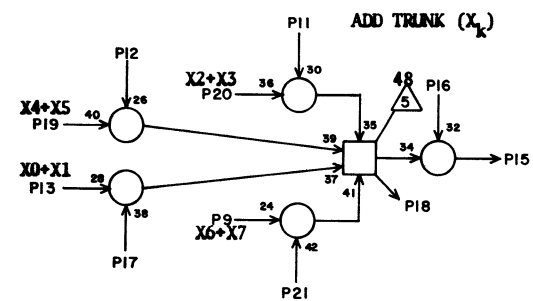 ADD TRUNK (Xk)
P11
P12
X2+X3
48
P16
P20
36
30
5
X4+X5
26
P19
40
35
32
39
34
P15
X0+X1
37
P13
28
41
P18
38
P9
24
X6+X7
42
P17
P21